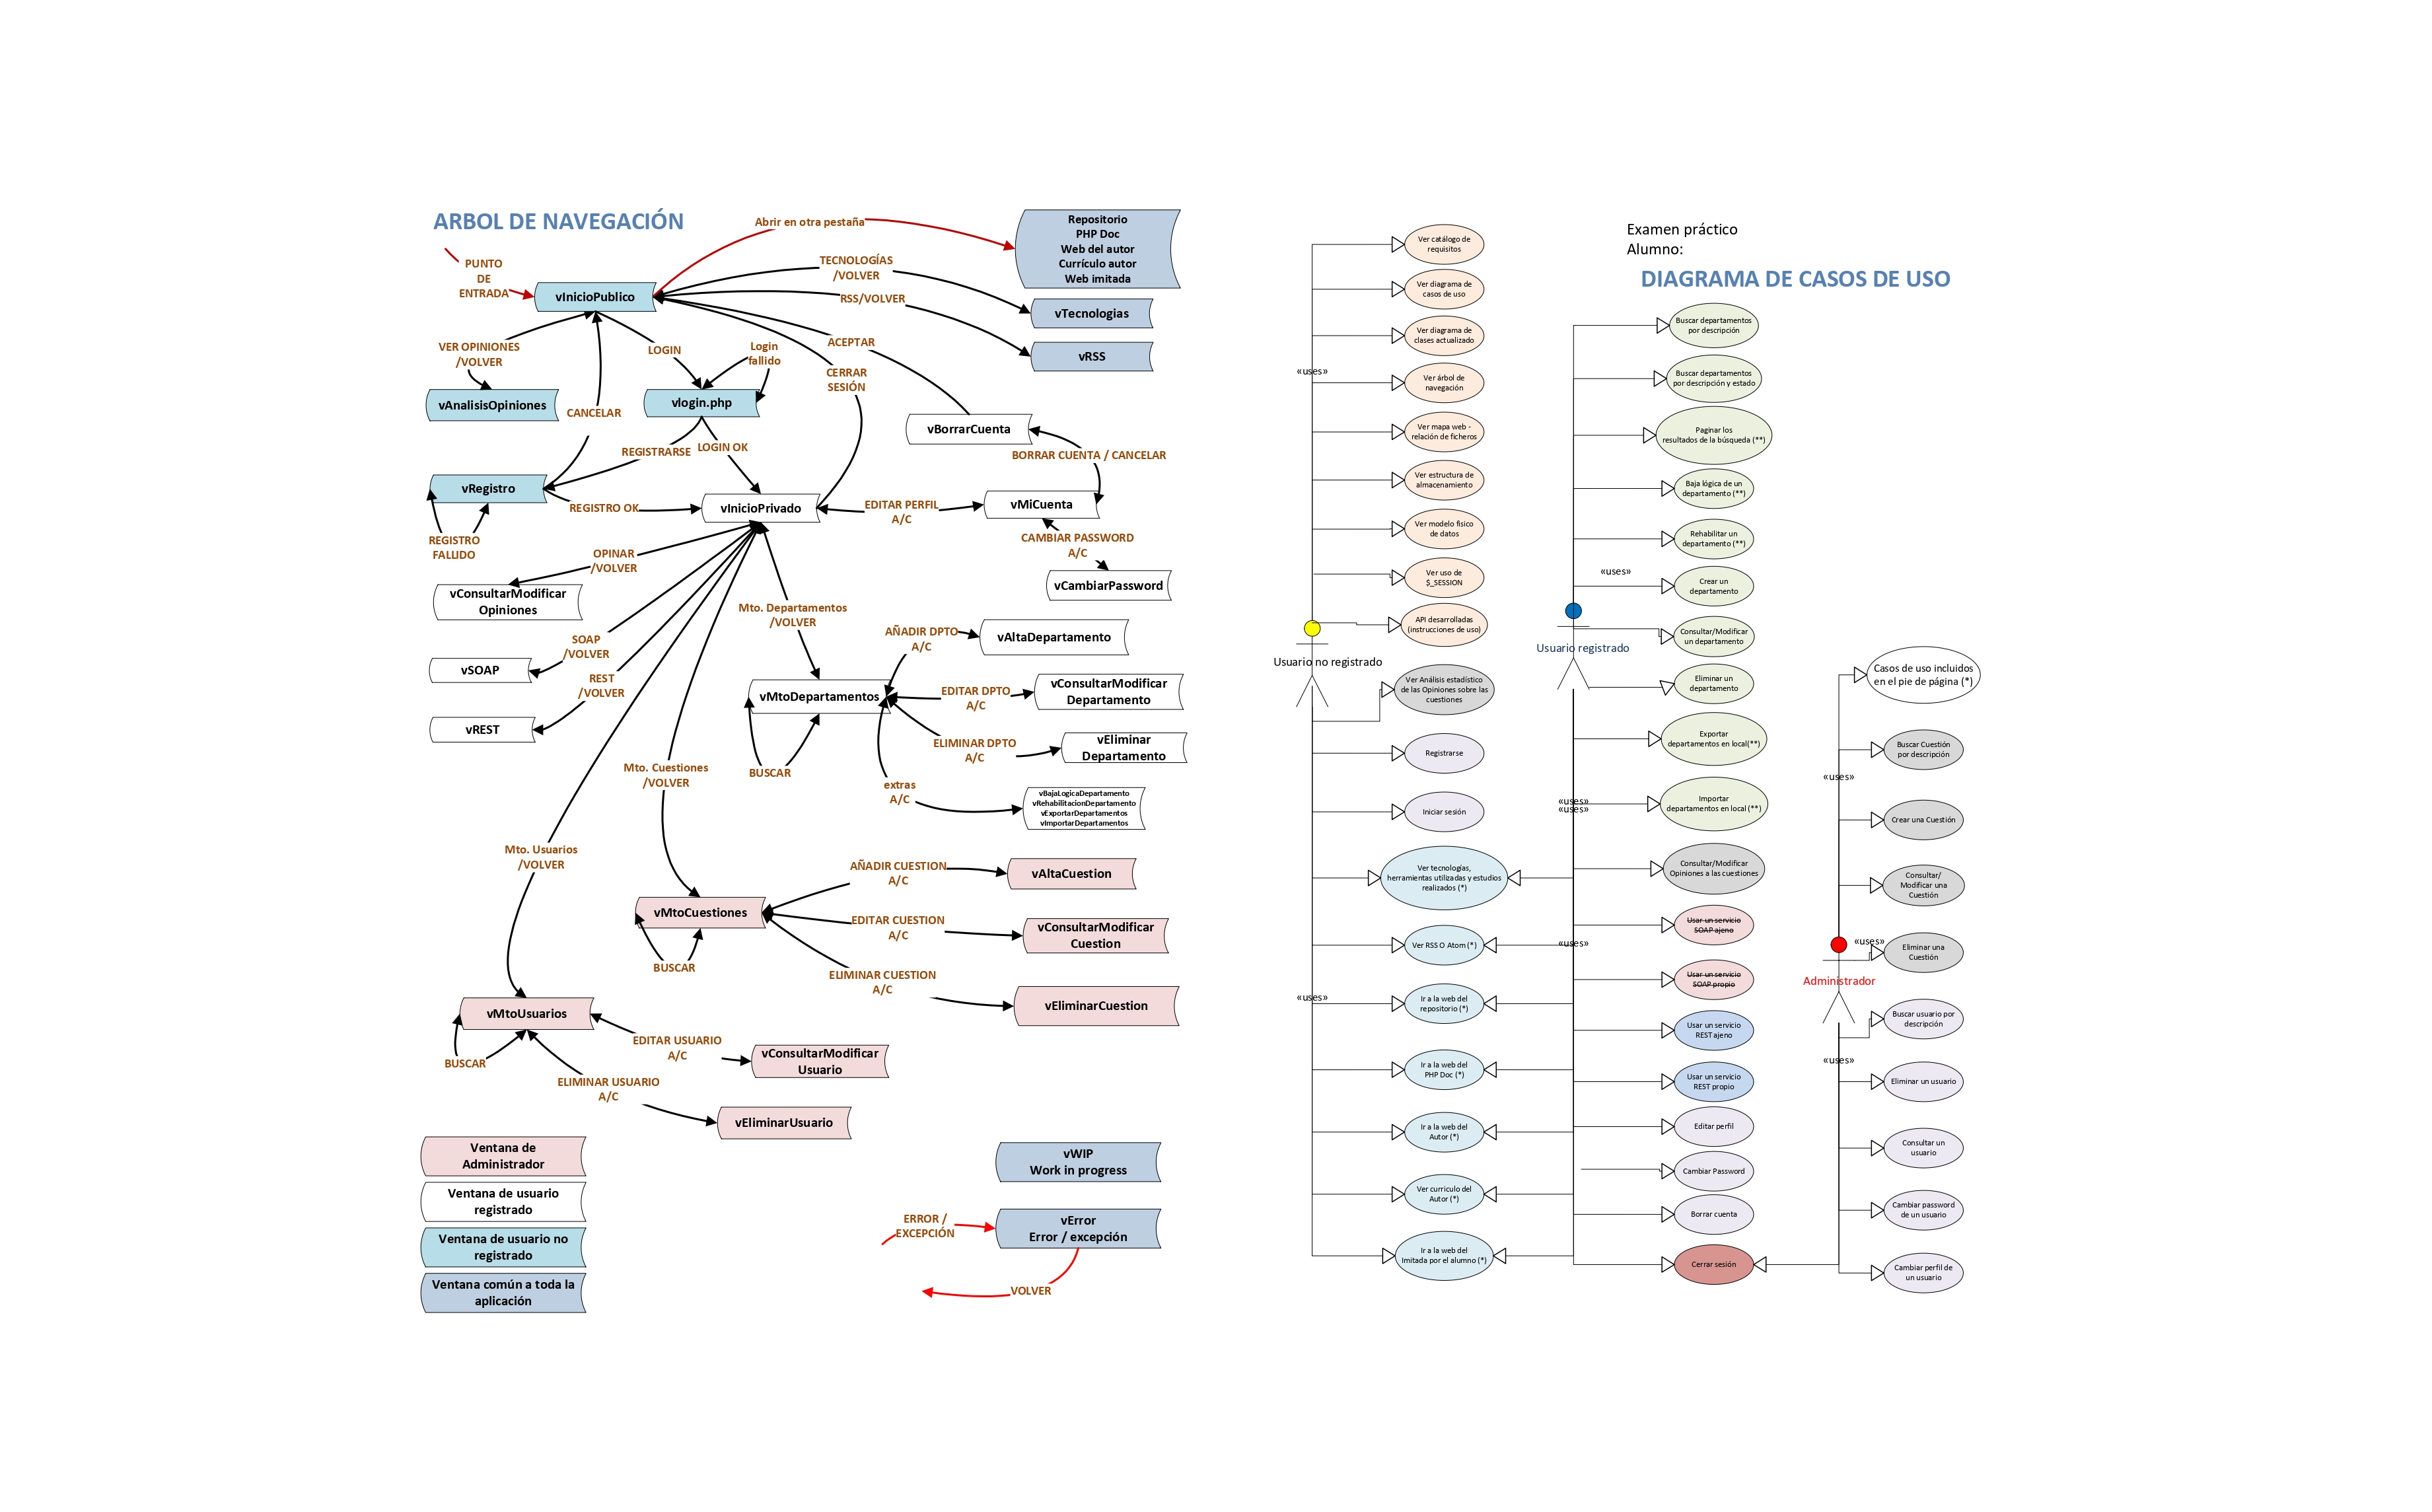 ARBOL DE NAVEGACIÓN
PUNTO
DE
ENTRADA
vInicioPublico
Abrir en otra pestaña
Repositorio
PHP Doc
Web del autor
Currículo autor
Web imitada
TECNOLOGÍAS
/VOLVER
RSS/VOLVER
vTecnologias
vRSS
VER OPINIONES
/VOLVER
vAnalisisOpiniones
LOGIN
Login
fallido
vlogin.php
ACEPTAR
CERRAR
SESIÓN
CANCELAR
REGISTRARSE
LOGIN OK
vBorrarCuenta
BORRAR CUENTA / CANCELAR
vRegistro
REGISTRO OK
vInicioPrivado
EDITAR PERFIL
A/C
vMiCuenta
REGISTRO
FALLIDO
CAMBIAR PASSWORD
A/C
vCambiarPassword
OPINAR
/VOLVER
vConsultarModificar
Opiniones
SOAP
/VOLVER
vSOAP
REST
/VOLVER
vREST
Mto. Departamentos
/VOLVER
vMtoDepartamentos
BUSCAR
AÑADIR DPTO
A/C
vAltaDepartamento
EDITAR DPTO
A/C
vConsultarModificar
Departamento
ELIMINAR DPTO
A/C
vEliminar
Departamento
extras
A/C
vBajaLogicaDepartamento
vRehabilitacionDepartamento
vExportarDepartamentos
vImportarDepartamentos
Mto. Cuestiones
/VOLVER
vMtoCuestiones
BUSCAR
AÑADIR CUESTION
A/C
vAltaCuestion
EDITAR CUESTION
A/C
vConsultarModificar
Cuestion
ELIMINAR CUESTION
A/C
vEliminarCuestion
Mto. Usuarios
/VOLVER
vMtoUsuarios
BUSCAR
EDITAR USUARIO
A/C
vConsultarModificar
Usuario
ELIMINAR USUARIO
A/C
vEliminarUsuario
Ventana de
Administrador
Ventana de usuario
registrado
Ventana de usuario no
registrado
Ventana común a toda la
aplicación
vWIP
Work in progress
ERROR /
EXCEPCIÓN
vError
Error / excepción
VOLVER
Examen práctico
Alumno:
DIAGRAMA DE CASOS DE USO
Ver catálogo de
requisitos
Ver diagrama de
casos de uso
Ver diagrama de
clases actualizado
«uses»
Ver árbol de
navegación
Ver mapa web -
relación de ficheros
Ver estructura de
almacenamiento
Ver modelo fisico
de datos
Ver uso de
$_SESSION
API desarrolladas
(instrucciones de uso)
Usuario no registrado
Ver Análisis estadístico
de las Opiniones sobre las
cuestiones
Registrarse
Iniciar sesión
Ver tecnologías,
herramientas utilizadas y estudios
realizados (*)
Ver RSS O Atom (*)
«uses»
Ir a la web del
repositorio (*)
Ir a la web del
PHP Doc (*)
Ir a la web del
Autor (*)
Ver curriculo del
Autor (*)
Ir a la web del
Imitada por el alumno (*)
Buscar departamentos
por descripción
Buscar departamentos
por descripción y estado
Paginar los
resultados de la búsqueda (**)
Baja lógica de un
departamento (**)
Rehabilitar un
departamento (**)
«uses»
Crear un
departamento
Consultar/Modificar
un departamento
Usuario registrado
Eliminar un
departamento
Exportar
departamentos en local(**)
«uses»
«uses»
Importar
departamentos en local (**)
Consultar/Modificar
Opiniones a las cuestiones
Usar un servicio
SOAP ajeno
«uses»
Usar un servicio
SOAP propio
Usar un servicio
REST ajeno
Usar un servicio
REST propio
Editar perfil
Cambiar Password
Borrar cuenta
Cerrar sesión
Casos de uso incluidos
en el pie de página (*)
Buscar Cuestión
por descripción
«uses»
Crear una Cuestión
Consultar/
Modificar una
Cuestión
«uses»
Eliminar una
Cuestión
Administrador
Buscar usuario por
descripción
«uses»
Eliminar un usuario
Consultar un
usuario
Cambiar password
de un usuario
Cambiar perfil de
un usuario